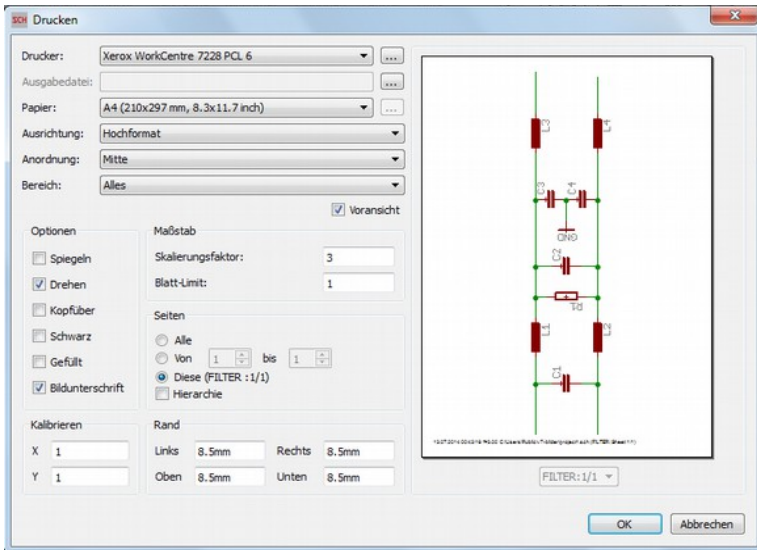 SCH Drucken
Drucker: Xerox WorkCentre 7228 PCL 6 ...
Ausgabedatei: ...
Papier: A4 (210x297 mm, 8.3x11.7 inch) ...
Ausrichtung: Hochformat
Anordnung: Mitte
Bereich: Alles
Voransicht
Optionen
Spiegeln
Drehen
Kopfüber
Schwarz
Gefüllt
Bildunterschrift
Maßstab
Skalierungsfaktor: 3
Blatt-Limit: 1
Seiten
Alle
Von 1 bis 1
Diese (FILTER :1/1)
Hierarchie
Kalibrieren
X 1
Y 1
Rand
Links 8.5mm Rechts 8.5mm
Oben 8.5mm Unten 8.5mm
L3 L4
C3 C4
GND
C2
R1
L1 L2
C1
FILTER:1/1
OK Abbrechen